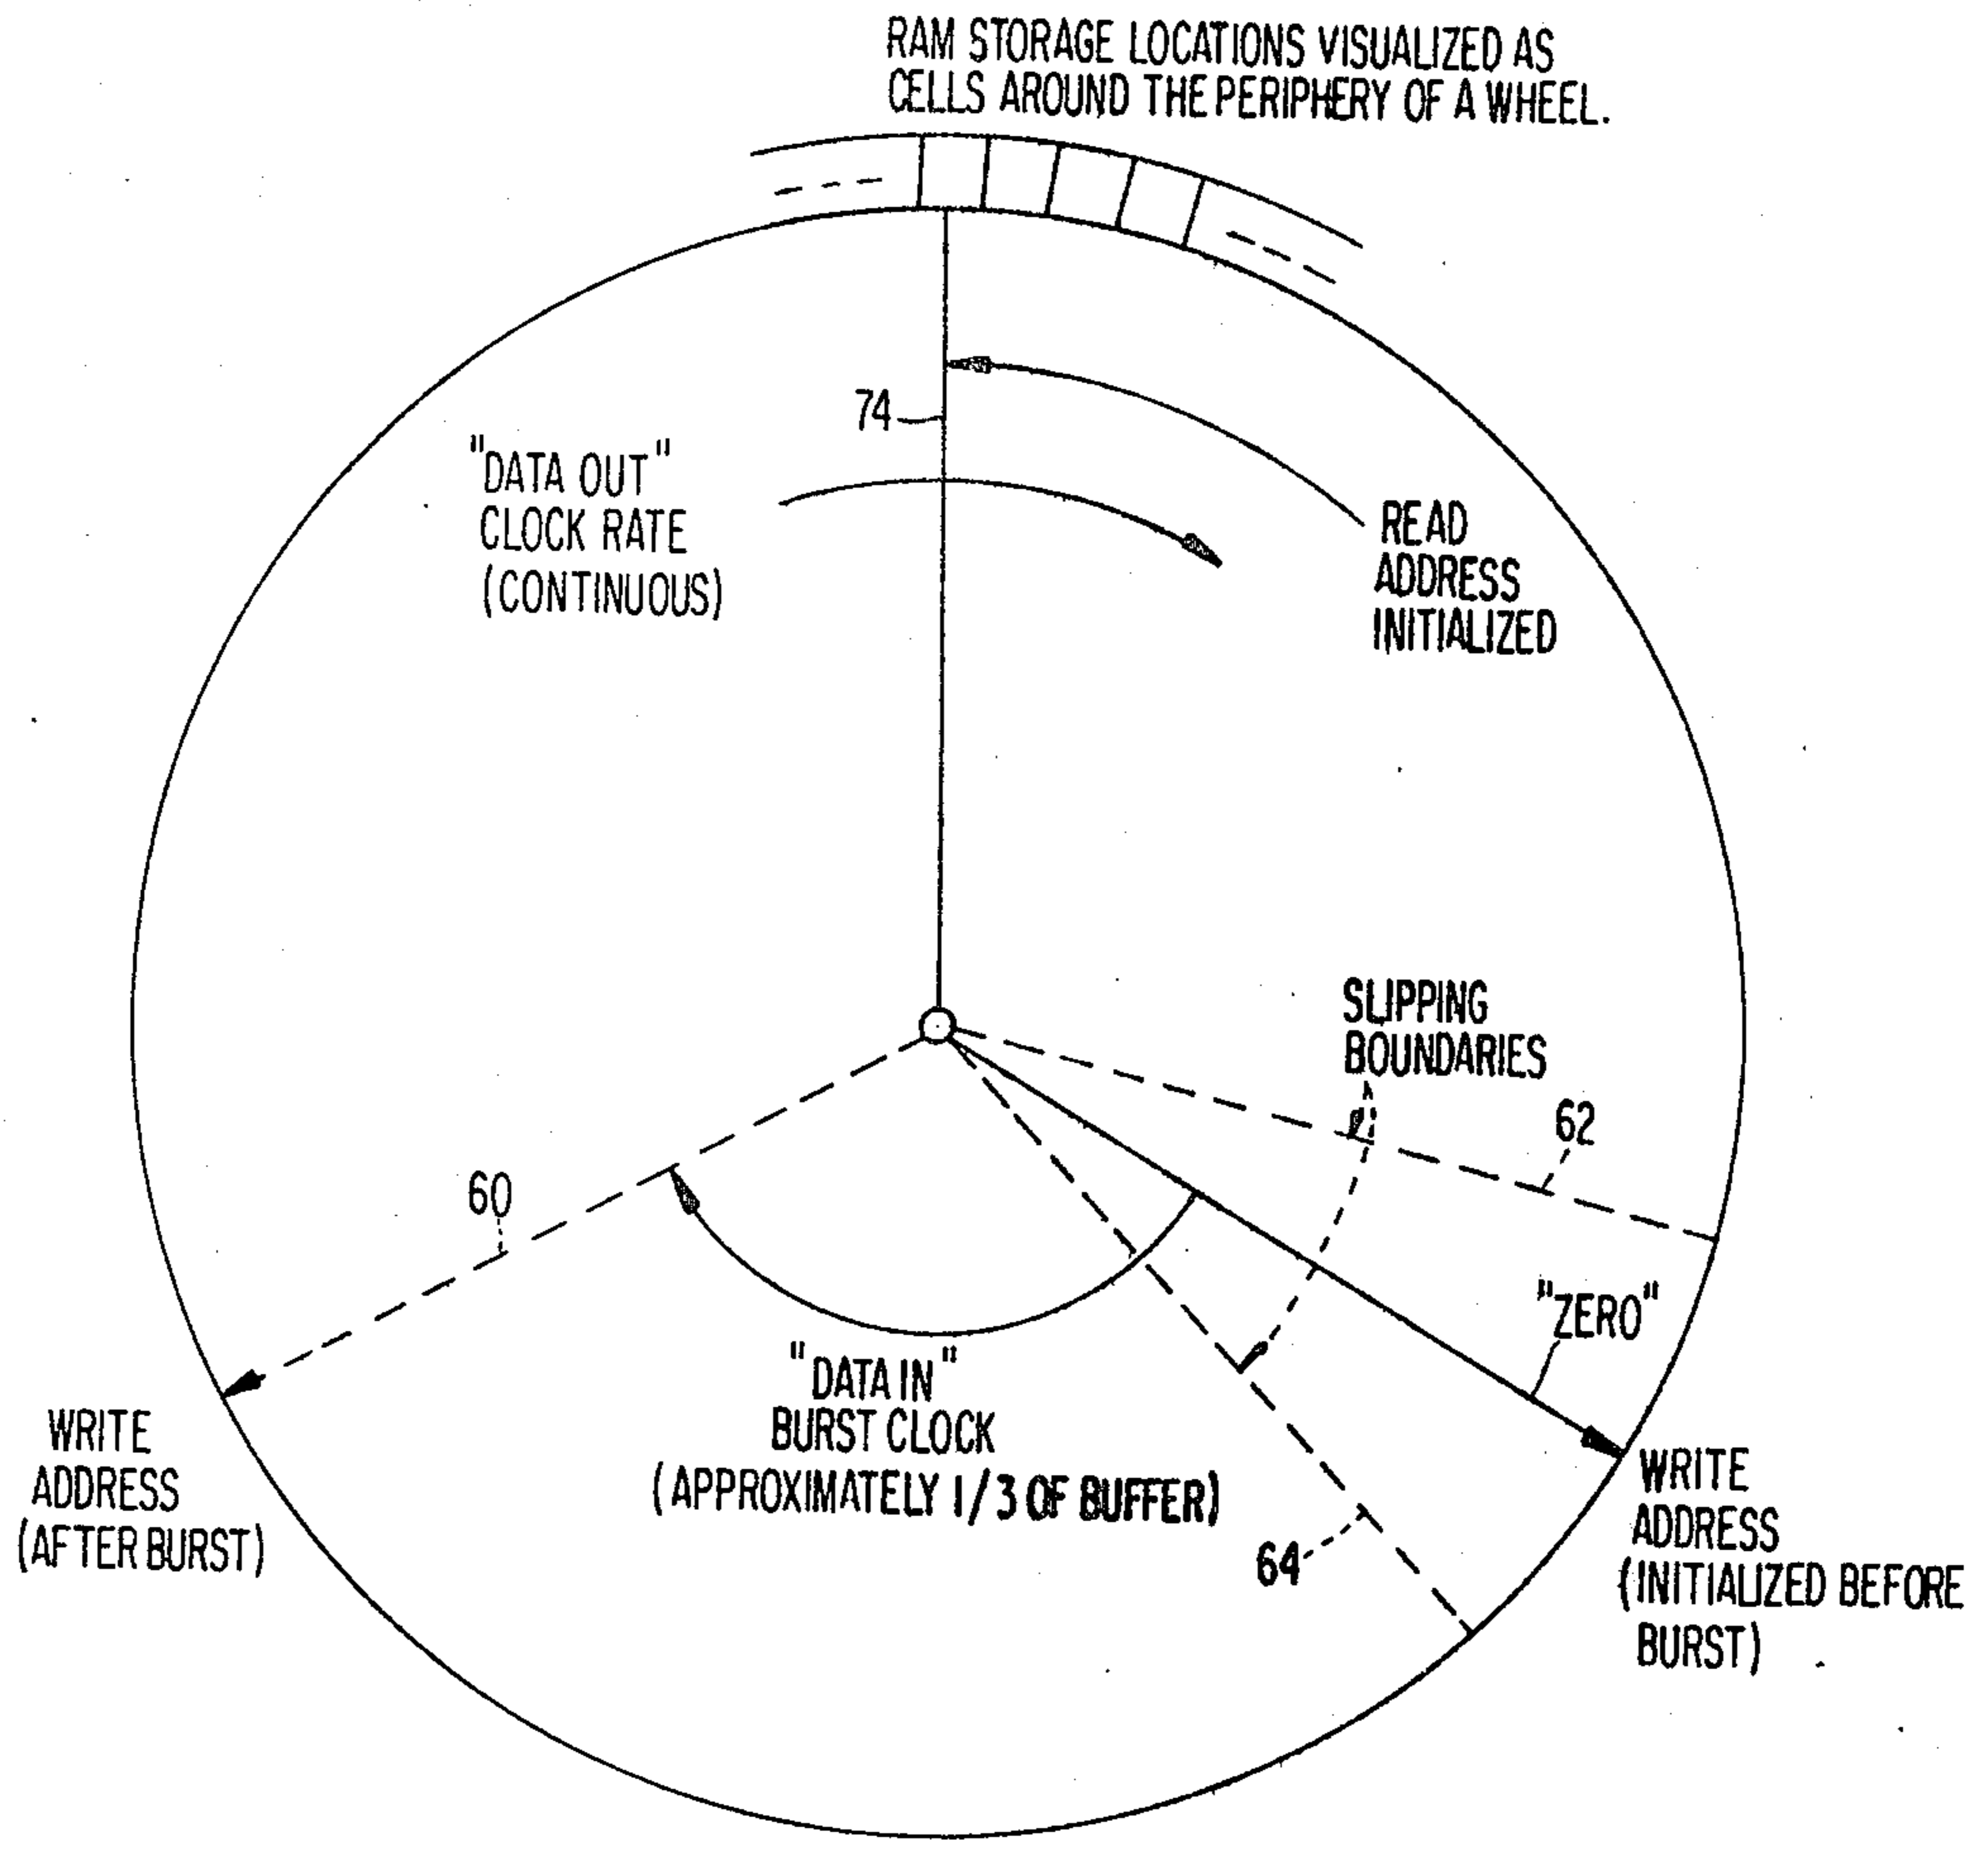 RAM STORAGE LOCATIONS VISUALIZED AS
CELLS AROUND THE PERIPHERY OF A WHEEL.
74
"DATA OUT"
CLOCK RATE
(CONTINUOUS)
READ
ADDRESS
INITIALIZED
SLIPPING
BOUNDARIES
62
60
"ZERO"
"DATA IN"
BURST CLOCK
(APPROXIMATELY 1/3 OF BUFFER)
WRITE
ADDRESS
(AFTER BURST)
64
WRITE
ADDRESS
(INITIALIZED BEFORE
BURST)